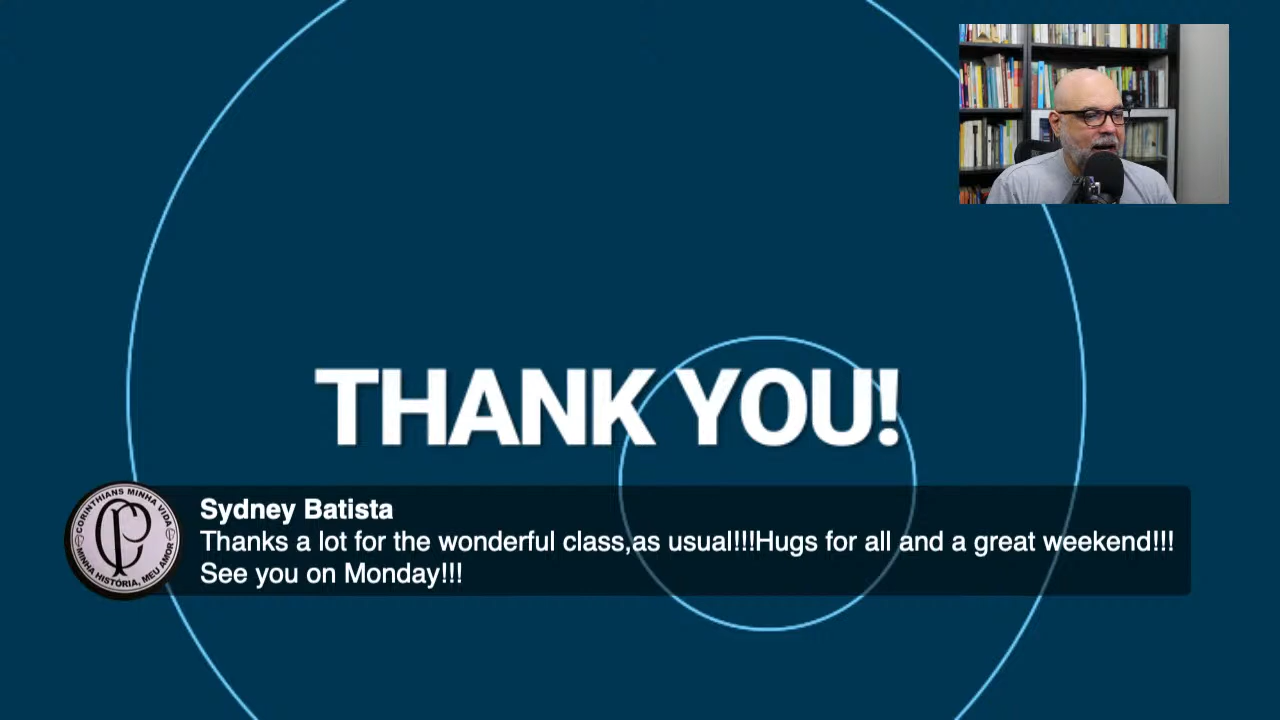 THANK YOU!
CORINTHIANS MINHA VIDA
MINHA HISTÓRIA, MEU AMOR
CP
Sydney Batista
Thanks a lot for the wonderful class,as usual!!!Hugs for all and a great weekend!!!
See you on Monday!!!